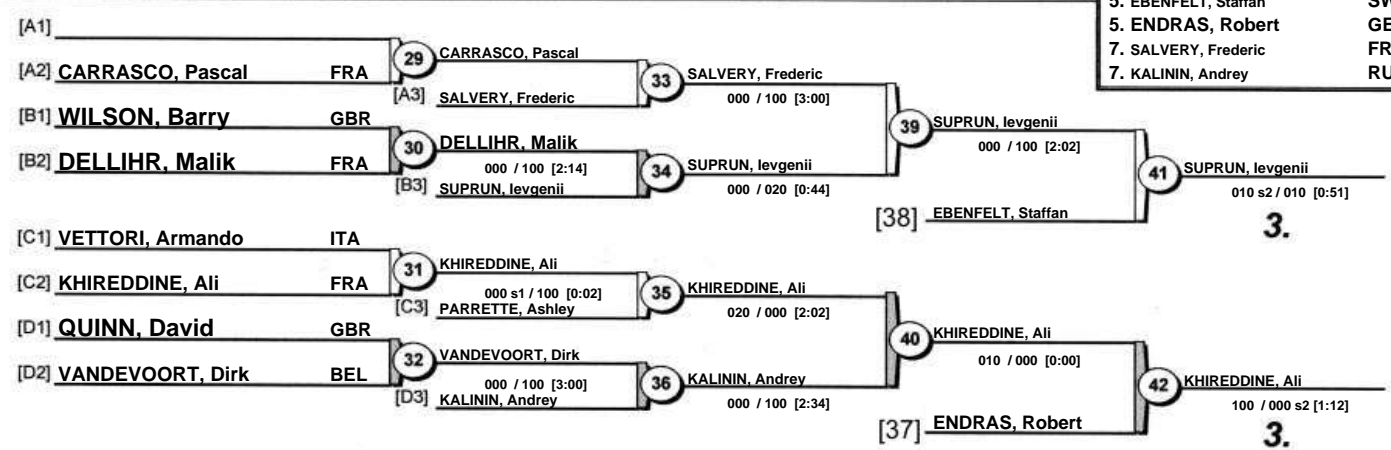 5. EBENFELT, Staffan
5. ENDRAS, Robert GE
7. SALVERY, Frederic FR
7. KALININ, Andrey RU
[A1]
[A2] CARRASCO, Pascal FRA
29
CARRASCO, Pascal
[A3] SALVERY, Frederic
33
SALVERY, Frederic
000 / 100 [3:00]
[B1] WILSON, Barry GBR
[B2] DELLIHR, Malik FRA
30
DELLIHR, Malik
000 / 100 [2:14]
[B3] SUPRUN, Ievgenii
34
SUPRUN, Ievgenii
000 / 020 [0:44]
39
SUPRUN, Ievgenii
000 / 100 [2:02]
[38] EBENFELT, Staffan
41
SUPRUN, Ievgenii
010 s2 / 010 [0:51]
3.
[C1] VETTORI, Armando ITA
[C2] KHIREDDINE, Ali FRA
31
KHIREDDINE, Ali
000 s1 / 100 [0:02]
[C3] PARRETTE, Ashley
35
KHIREDDINE, Ali
020 / 000 [2:02]
[D1] QUINN, David GBR
[D2] VANDEVOORT, Dirk BEL
32
VANDEVOORT, Dirk
000 / 100 [3:00]
[D3] KALININ, Andrey
36
KALININ, Andrey
000 / 100 [2:34]
40
KHIREDDINE, Ali
010 / 000 [0:00]
[37] ENDRAS, Robert
42
KHIREDDINE, Ali
100 / 000 s2 [1:12]
3.